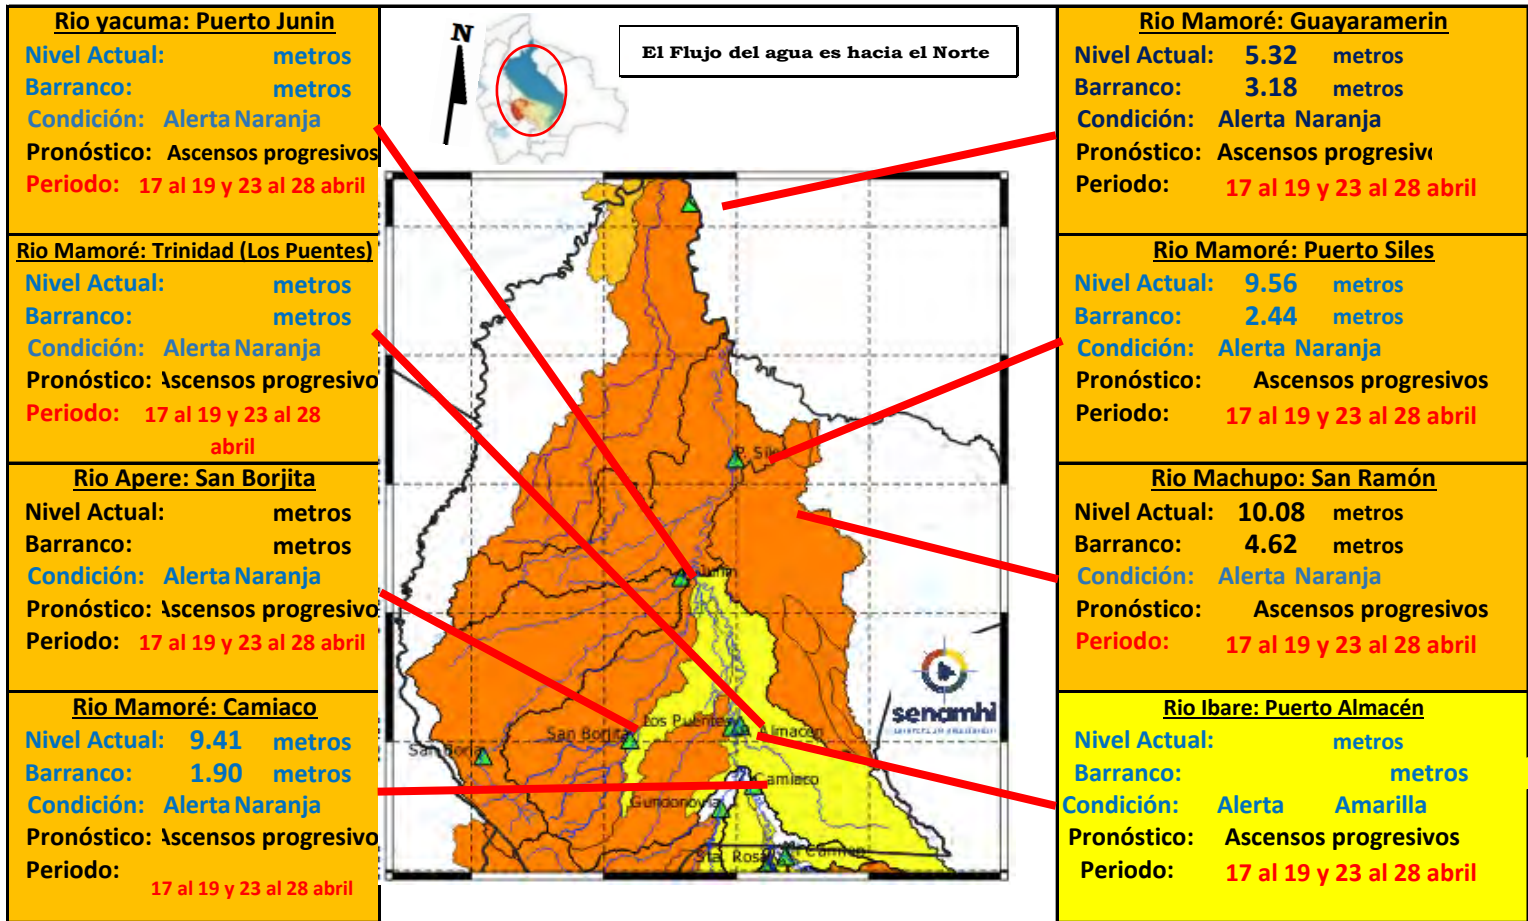 Rio yacuma: Puerto Junin
Nivel Actual: metros
Barranco: metros
Condición: Alerta Naranja
Pronóstico: Ascensos progresivos
Periodo: 17 al 19 y 23 al 28 abril
Rio Mamoré: Trinidad (Los Puentes)
Nivel Actual: metros
Barranco: metros
Condición: Alerta Naranja
Pronóstico: Ascensos progresivo
Periodo: 17 al 19 y 23 al 28
abril
Rio Apere: San Borjita
Nivel Actual: metros
Barranco: metros
Condición: Alerta Naranja
Pronóstico: Ascensos progresivo
Periodo: 17 al 19 y 23 al 28 abril
Rio Mamoré: Camiaco
Nivel Actual: 9.41 metros
Barranco: 1.90 metros
Condición: Alerta Naranja
Pronóstico: Ascensos progresivo
Periodo:
17 al 19 y 23 al 28 abril
N
El Flujo del agua es hacia el Norte
P. Sil
Junin
Los Puentes
P. Almacén
San Borjita
San Borja
Camiaco
Gundonovia
Sta. Rosa
Carmen
senamhi
Rio Mamoré: Guayaramerin
Nivel Actual: 5.32 metros
Barranco: 3.18 metros
Condición: Alerta Naranja
Pronóstico: Ascensos progresiv
Periodo: 17 al 19 y 23 al 28 abril
Rio Mamoré: Puerto Siles
Nivel Actual: 9.56 metros
Barranco: 2.44 metros
Condición: Alerta Naranja
Pronóstico: Ascensos progresivos
Periodo: 17 al 19 y 23 al 28 abril
Rio Machupo: San Ramón
Nivel Actual: 10.08 metros
Barranco: 4.62 metros
Condición: Alerta Naranja
Pronóstico: Ascensos progresivos
Periodo: 17 al 19 y 23 al 28 abril
Rio Ibare: Puerto Almacén
Nivel Actual: metros
Barranco: metros
Condición: Alerta Amarilla
Pronóstico: Ascensos progresivos
Periodo: 17 al 19 y 23 al 28 abril